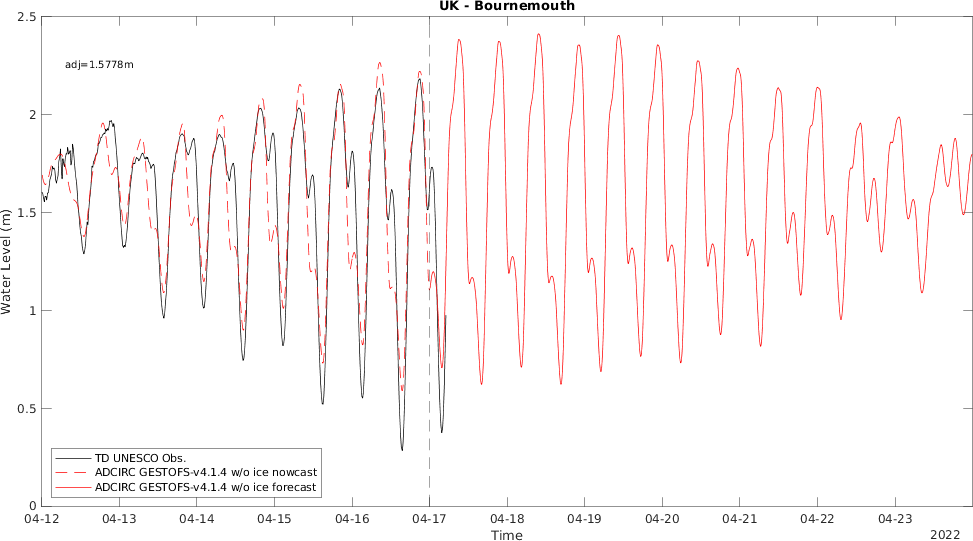 UK - Bournemouth
2.5
adj=1.5778m
2
1.5
Water Level (m)
1
0.5
TD UNESCO Obs.
ADCIRC GESTOFS-v4.1.4 w/o ice nowcast
ADCIRC GESTOFS-v4.1.4 w/o ice forecast
0
04-12 04-13 04-14 04-15 04-16 04-17 04-18 04-19 04-20 04-21 04-22 04-23
Time
2022